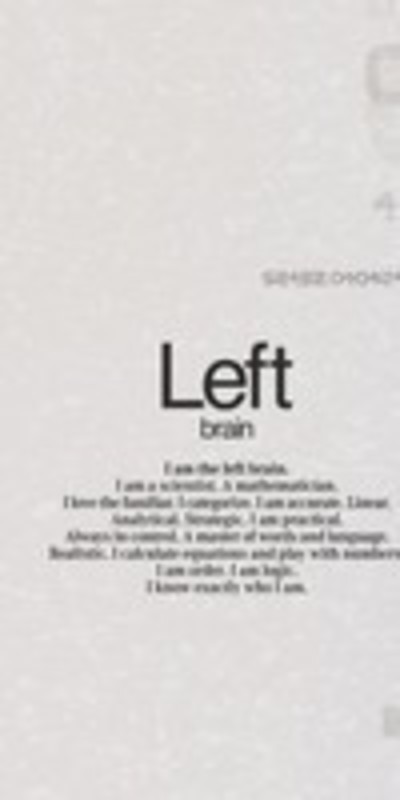 Left
brain
I am the left brain.
I am a scientist. A mathematician.
I love the familiar. I categorize. I am accurate. Linear.
Analytical. Strategic. I am practical.
Always in control. A master of words and language.
Realistic. I calculate equations and play with numbers
I am order. I am logic.
I know exactly who I am.